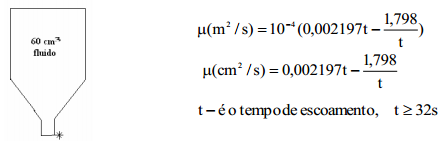 60 cm³
fluido
μ(m²/s) = 10⁻⁴(0,002197t − 1,798/t)
μ(cm²/s) = 0,002197t − 1,798/t
t − é o tempo de escoamento, t ≥ 32s